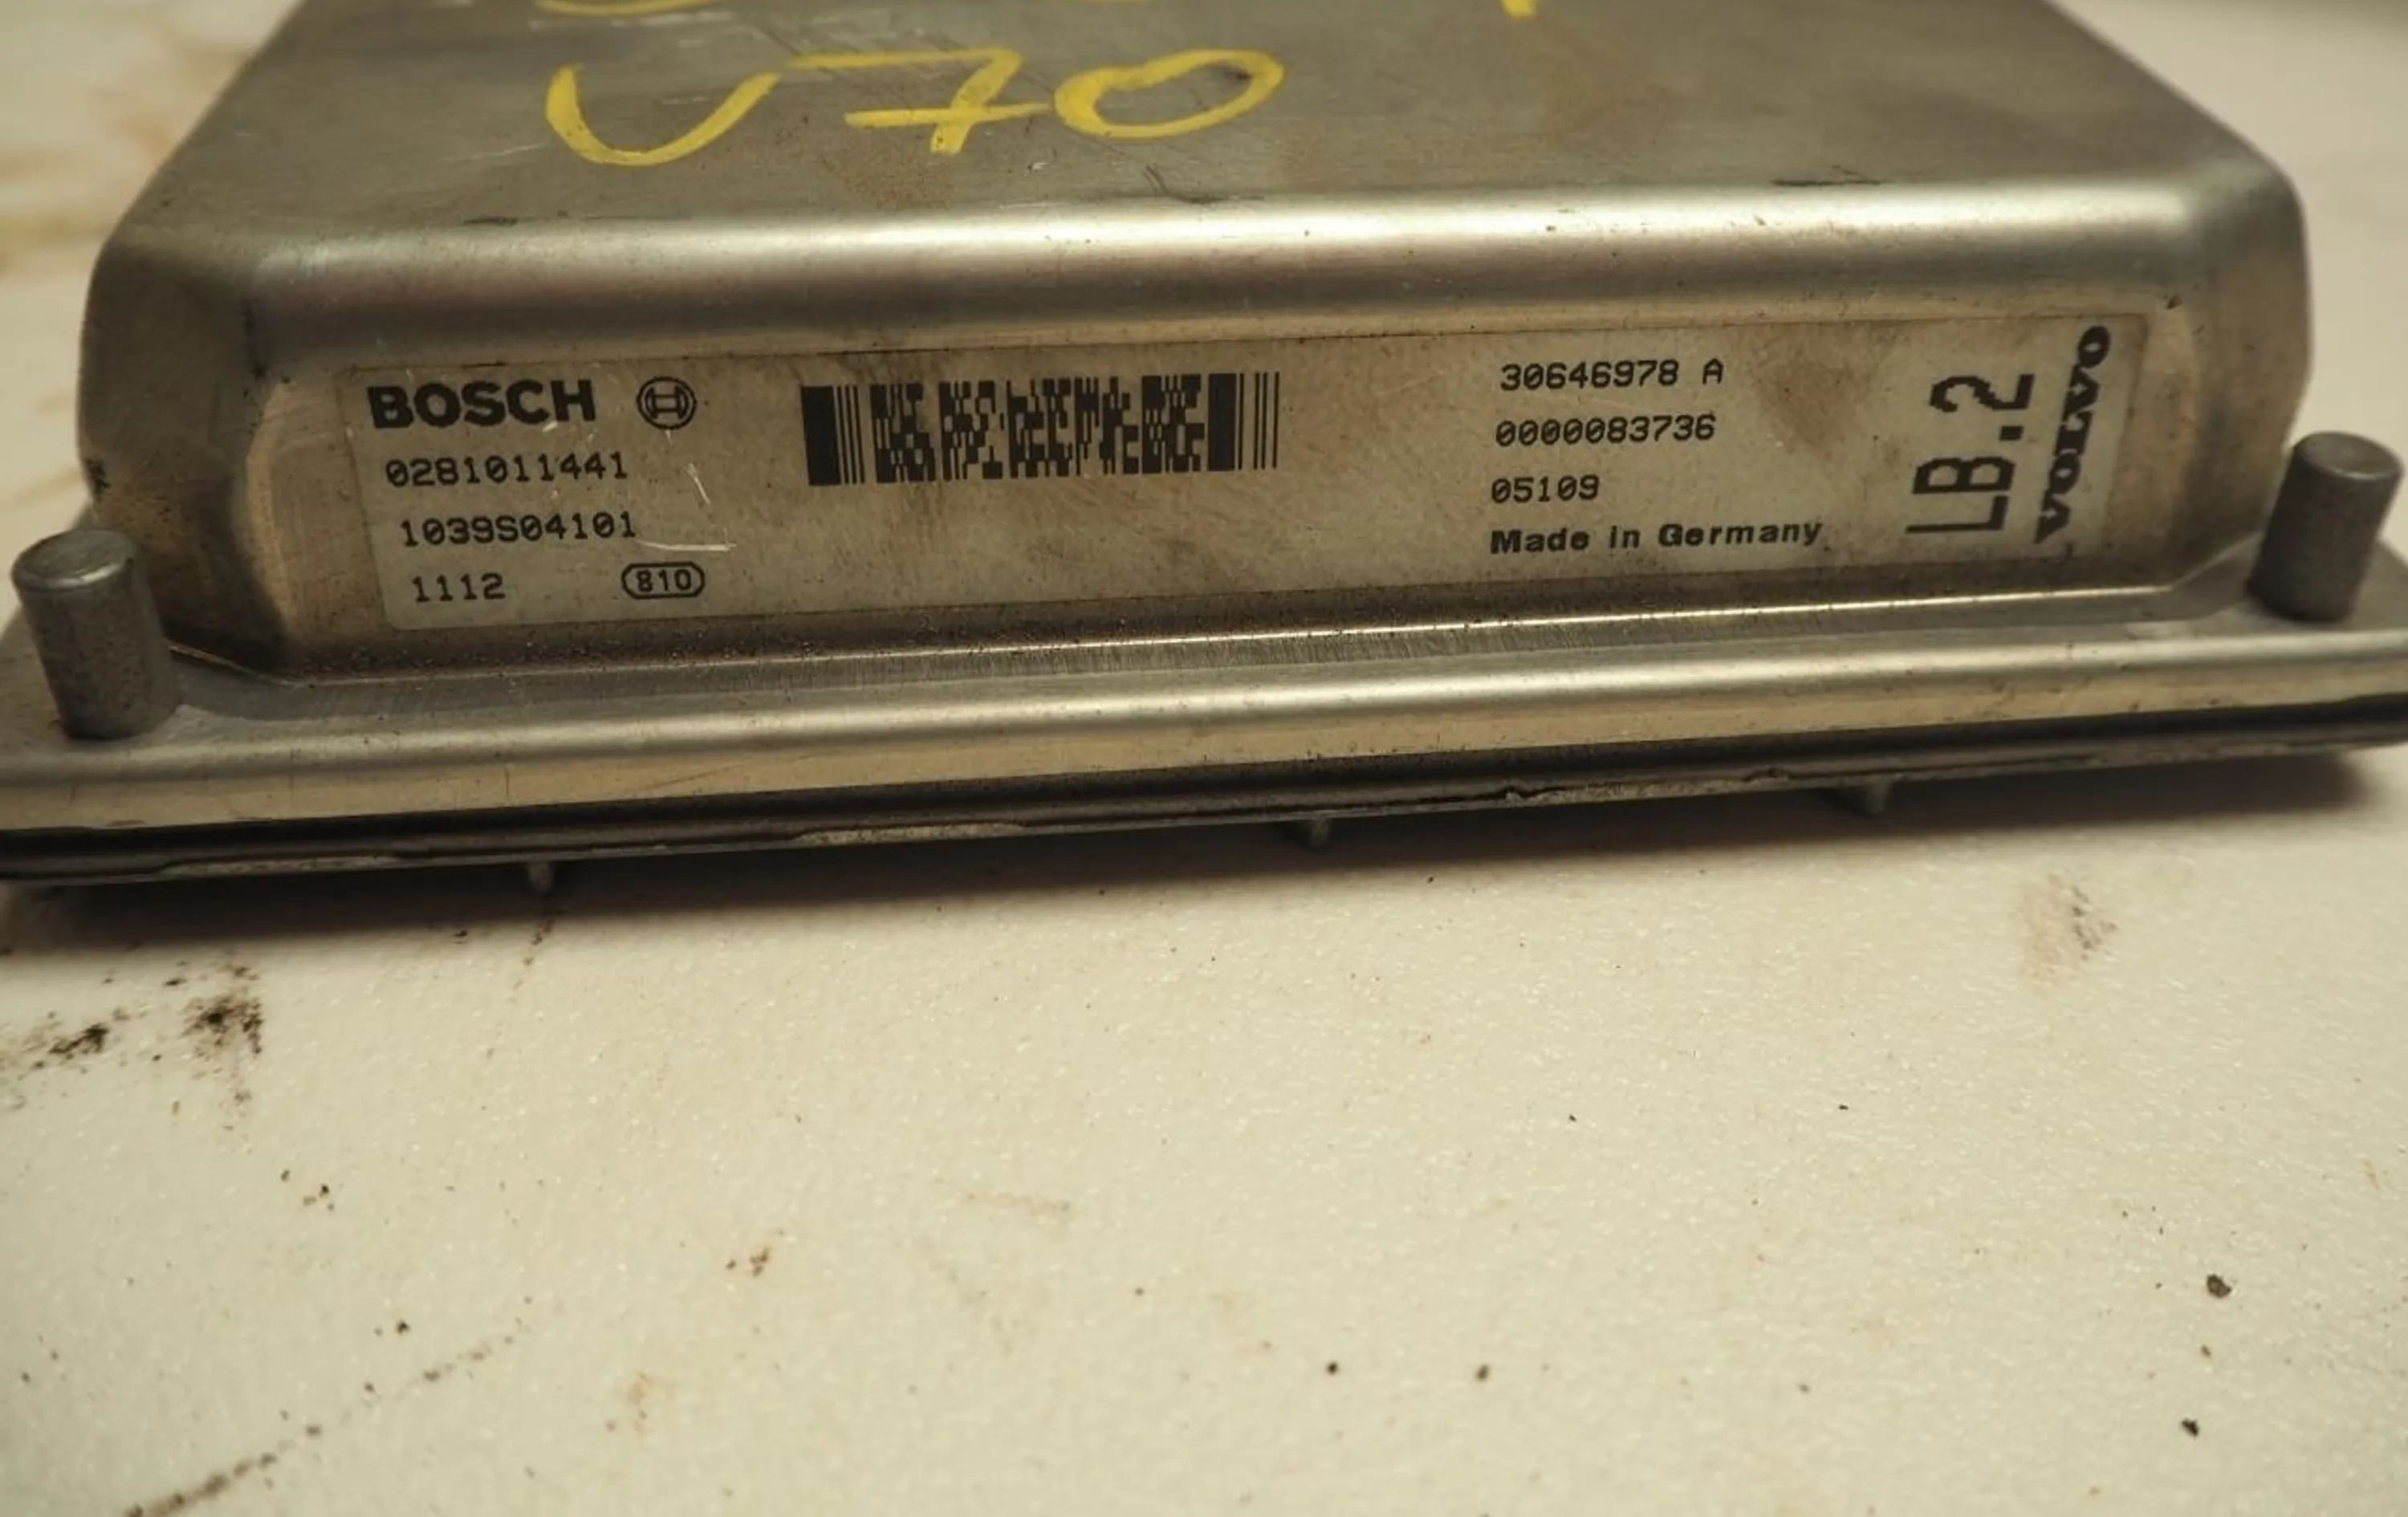 V70
BOSCH
0281011441
1039S04101
1112
810
30646978 A
0000083736
05109
Made in Germany
LB.2
VOLVO